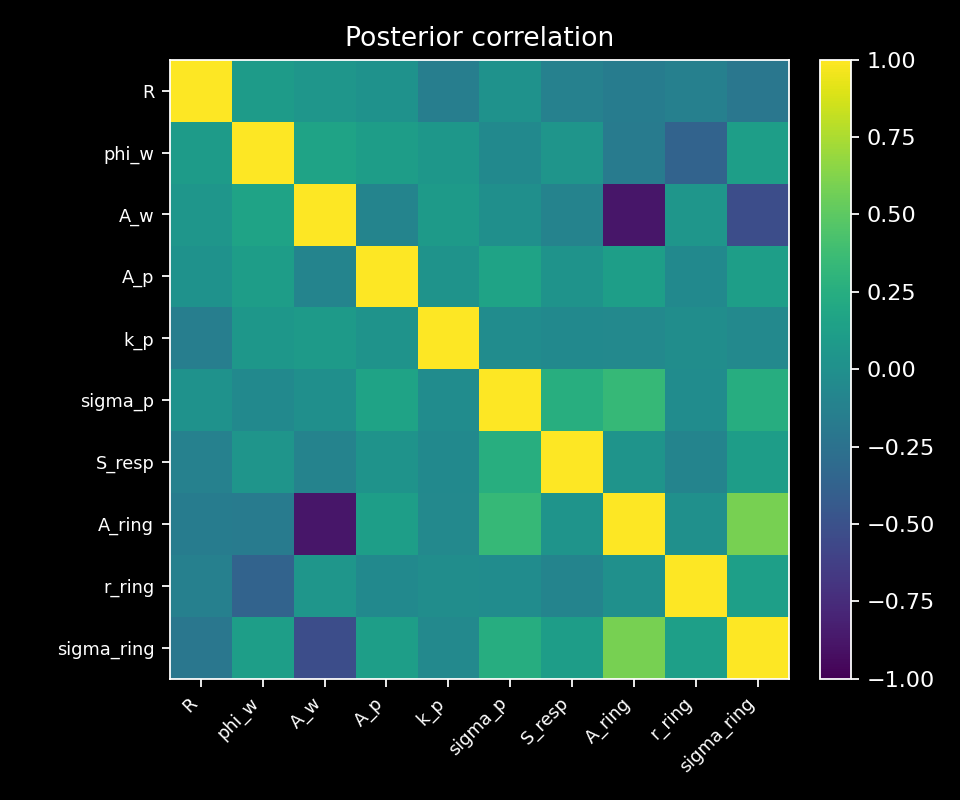 Posterior correlation
R
phi_w
A_w
A_p
k_p
sigma_p
S_resp
A_ring
r_ring
sigma_ring
R
phi_w
A_w
A_p
k_p
sigma_p
S_resp
A_ring
r_ring
sigma_ring
1.00
0.75
0.50
0.25
0.00
−0.25
−0.50
−0.75
−1.00